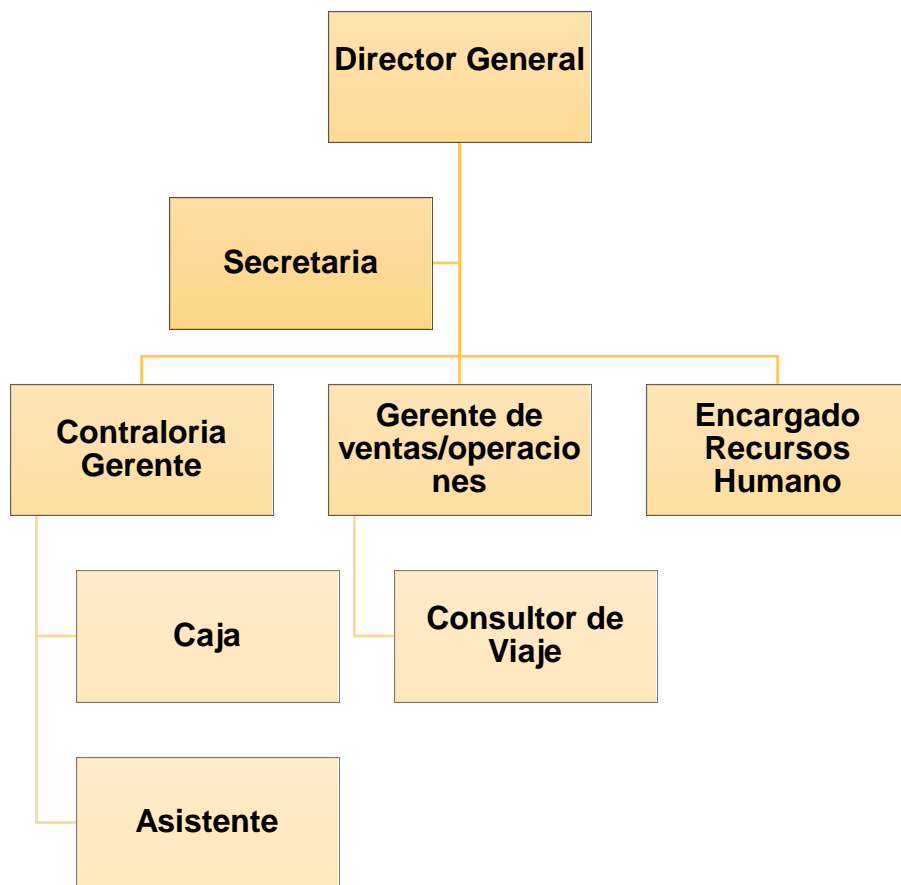 Director General
Secretaria
Contraloria
Gerente
Gerente de
ventas/operacio
nes
Encargado
Recursos
Humano
Caja
Consultor de
Viaje
Asistente